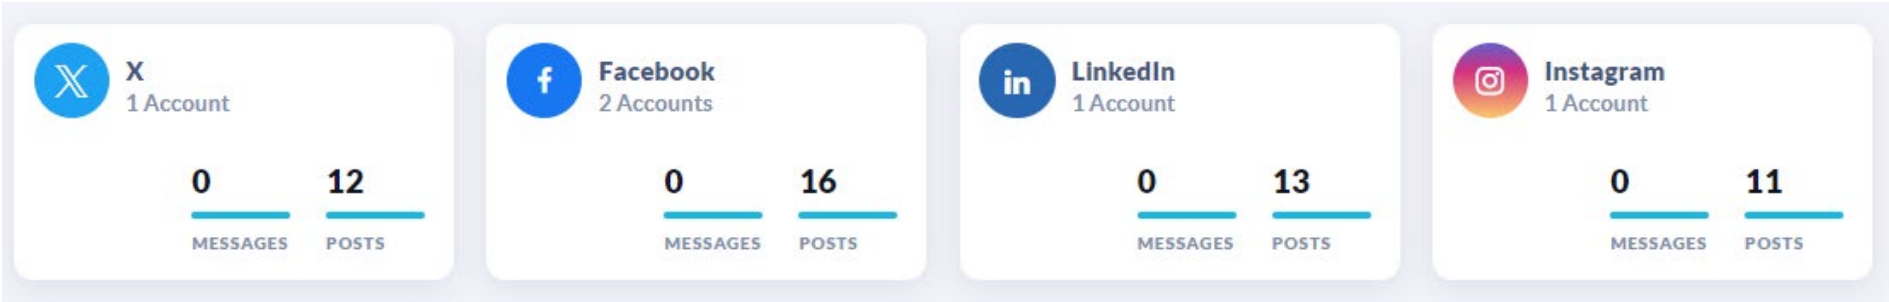 X
1 Account
0 12
MESSAGES POSTS
Facebook
2 Accounts
0 16
MESSAGES POSTS
LinkedIn
1 Account
0 13
MESSAGES POSTS
Instagram
1 Account
0 11
MESSAGES POSTS